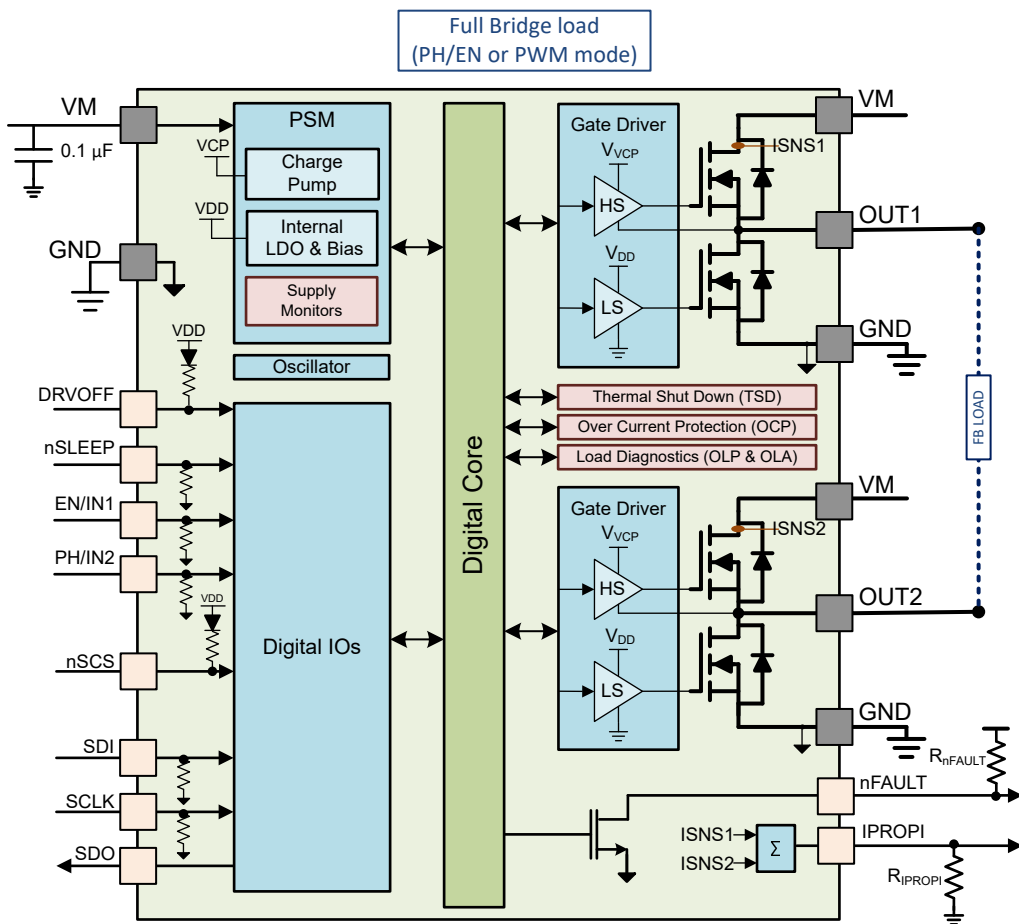 Full Bridge load
(PH/EN or PWM mode)
VM
0.1 µF
GND
DRVOFF
nSLEEP
EN/IN1
PH/IN2
nSCS
SDI
SCLK
SDO
PSM
VCP
Charge
Pump
VDD
Internal
LDO & Bias
Supply
Monitors
VDD
Oscillator
VDD
Digital IOs
Digital Core
Gate Driver
VVCP
HS
VDD
LS
ISNS1
VM
OUT1
GND
Thermal Shut Down (TSD)
Over Current Protection (OCP)
Load Diagnostics (OLP & OLA)
FB LOAD
Gate Driver
VVCP
HS
VDD
LS
ISNS2
VM
OUT2
GND
RnFAULT
nFAULT
ISNS1
ISNS2
Σ
IPROPI
RIPROPI